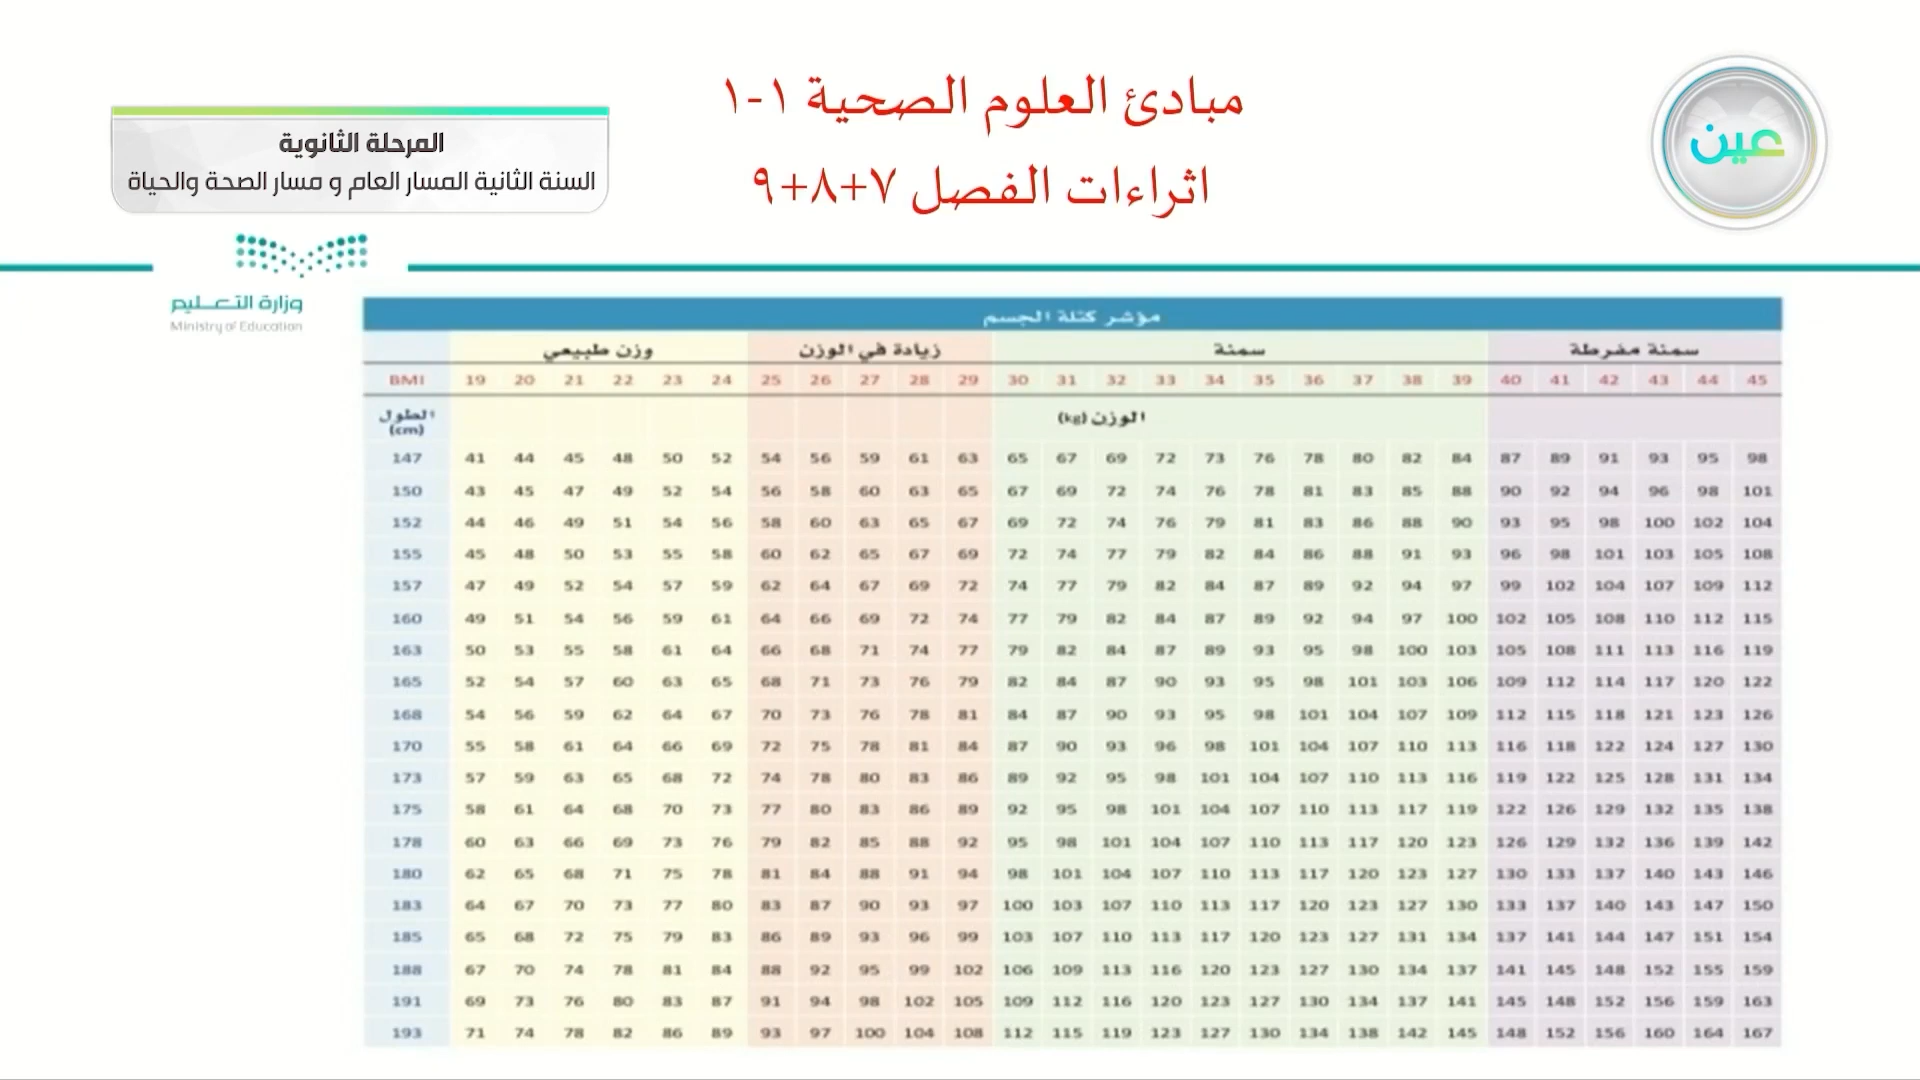 مبادئ العلوم الصحية ١-١
اثراءات الفصل ٧+٨+٩
عين
المرحلة الثانوية
السنة الثانية المسار العام و مسار الصحة والحياة
وزارة التعليم
Ministry of Education
مؤشر كتلة الجسم
وزن طبيعي زيادة في الوزن سمنة سمنة مفرطة
BMI 19 20 21 22 23 24 25 26 27 28 29 30 31 32 33 34 35 36 37 38 39 40 41 42 43 44 45
الطول (cm) الوزن (kg)
147 41 44 45 48 50 52 54 56 59 61 63 65 67 69 72 73 76 78 80 82 84 87 89 91 93 95 98
150 43 45 47 49 52 54 56 58 60 63 65 67 69 72 74 76 78 81 83 85 88 90 92 94 96 98 101
152 44 46 49 51 54 56 58 60 63 65 67 69 72 74 76 79 81 83 86 88 90 93 95 98 100 102 104
155 45 48 50 53 55 58 60 62 65 67 69 72 74 77 79 82 84 86 88 91 93 96 98 101 103 105 108
157 47 49 52 54 57 59 62 64 67 69 72 74 77 79 82 84 87 89 92 94 97 99 102 104 107 109 112
160 49 51 54 56 59 61 64 66 69 72 74 77 79 82 84 87 89 92 94 97 100 102 105 108 110 112 115
163 50 53 55 58 61 64 66 68 71 74 77 79 82 84 87 89 93 95 98 100 103 105 108 111 113 116 119
165 52 54 57 60 63 65 68 71 73 76 79 82 84 87 90 93 95 98 101 103 106 109 112 114 117 120 122
168 54 56 59 62 64 67 70 73 76 78 81 84 87 90 93 95 98 101 104 107 109 112 115 118 121 123 126
170 55 58 61 64 66 69 72 75 78 81 84 87 90 93 96 98 101 104 107 110 113 116 118 122 124 127 130
173 57 59 63 65 68 72 74 78 80 83 86 89 92 95 98 101 104 107 110 113 116 119 122 125 128 131 134
175 58 61 64 68 70 73 77 80 83 86 89 92 95 98 101 104 107 110 113 117 119 122 126 129 132 135 138
178 60 63 66 69 73 76 79 82 85 88 92 95 98 101 104 107 110 113 117 120 123 126 129 132 136 139 142
180 62 65 68 71 75 78 81 84 88 91 94 98 101 104 107 110 113 117 120 123 127 130 133 137 140 143 146
183 64 67 70 73 77 80 83 87 90 93 97 100 103 107 110 113 117 120 123 127 130 133 137 140 143 147 150
185 65 68 72 75 79 83 86 89 93 96 99 103 107 110 113 117 120 123 127 131 134 137 141 144 147 151 154
188 67 70 74 78 81 84 88 92 95 99 102 106 109 113 116 120 123 127 130 134 137 141 145 148 152 155 159
191 69 73 76 80 83 87 91 94 98 102 105 109 112 116 120 123 127 130 134 137 141 145 148 152 156 159 163
193 71 74 78 82 86 89 93 97 100 104 108 112 115 119 123 127 130 134 138 142 145 148 152 156 160 164 167